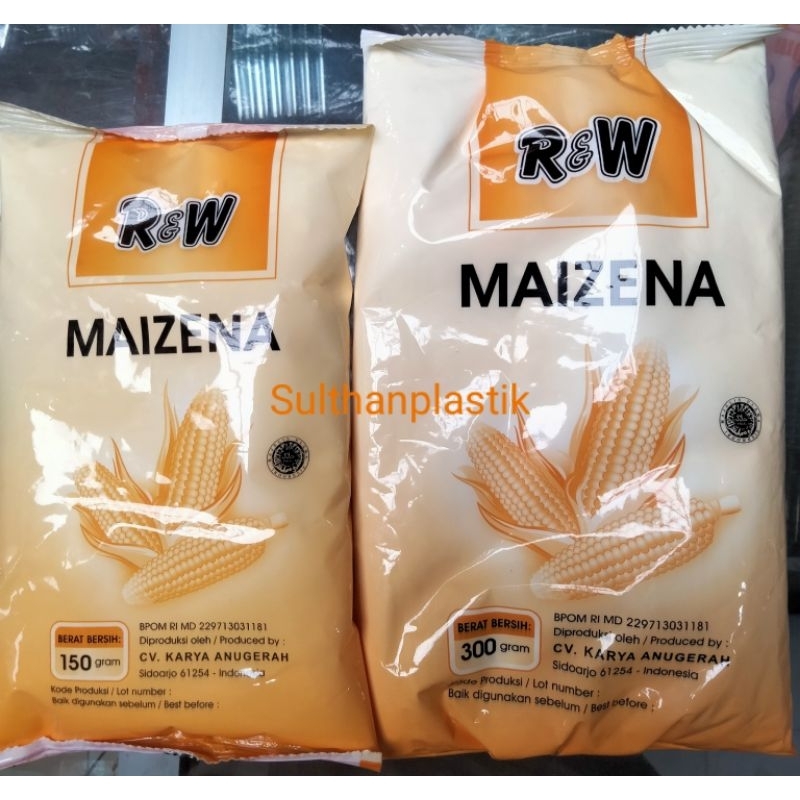 R&W
MAIZENA
BERAT BERSIH:
150 gram
BPOM RI MD 229713031181
Diproduksi oleh / Produced by :
CV. KARYA ANUGERAH
Sidoarjo 61254 - Indonesia
Kode Produksi / Lot number :
Baik digunakan sebelum / Best before :
R&W
MAIZENA
BERAT BERSIH:
300 gram
BPOM RI MD 229713031181
Diproduksi oleh / Produced by :
CV. KARYA ANUGERAH
Sidoarjo 61254 - Indonesia
Kode Produksi / Lot number :
Baik digunakan sebelum / Best before :
Sulthanplastik